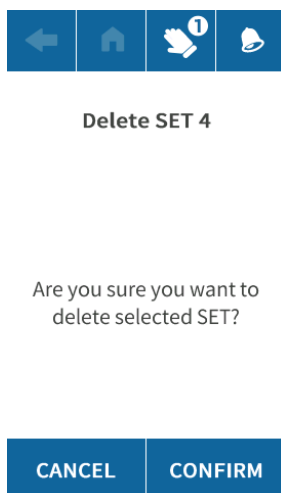 1
Delete SET 4
Are you sure you want to
delete selected SET?
CANCEL CONFIRM